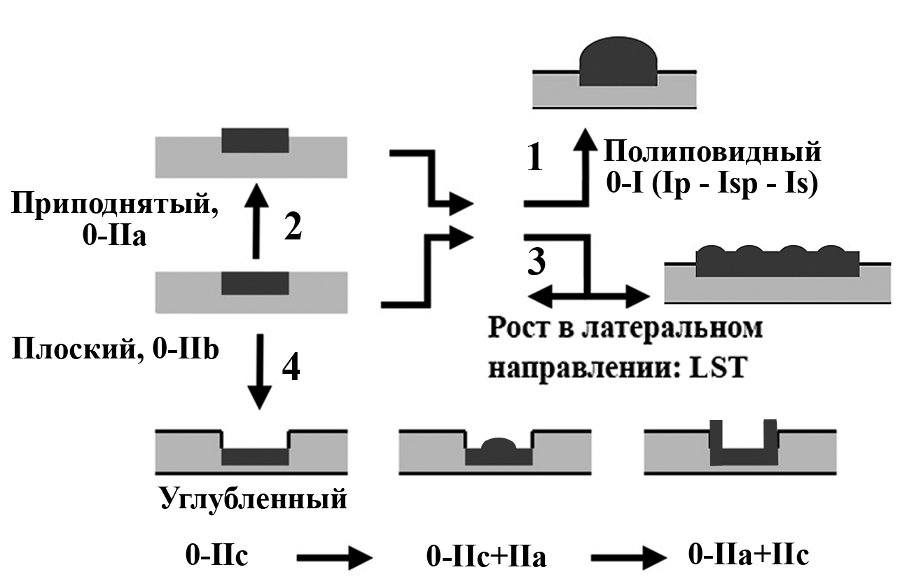 1
Полиповидный
0-I (Ip - Isp - Is)
Приподнятый,
0-IIa
2
3
Рост в латеральном
направлении: LST
Плоский, 0-IIb
4
Углубленный
0-IIc
0-IIc+IIa
0-IIa+IIc